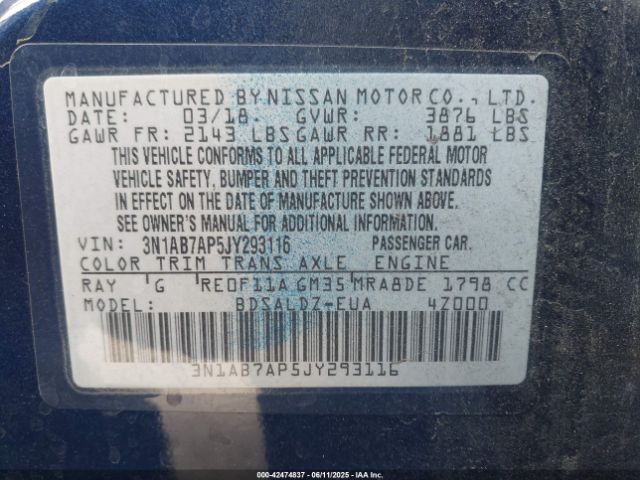 MANUFACTURED BY NISSAN MOTOR CO., LTD.
DATE: 03/18 GVWR: 3876 LBS
GAWR FR: 2143 LBS GAWR RR: 1881 LBS
THIS VEHICLE CONFORMS TO ALL APPLICABLE FEDERAL MOTOR
VEHICLE SAFETY, BUMPER AND THEFT PREVENTION STANDARDS
IN EFFECT ON THE DATE OF MANUFACTURE SHOWN ABOVE.
SEE OWNER'S MANUAL FOR ADDITIONAL INFORMATION.
VIN: 3N1AB7AP5JY293116 PASSENGER CAR.
COLOR TRIM TRANS AXLE ENGINE
RAY G RE0F11A GM35 MRA8DE 1798 CC
MODEL: BDSALDZ-EUA 4Z000
3N1AB7AP5JY293116
000-42474837 - 06/11/2025 - IAAI.COM